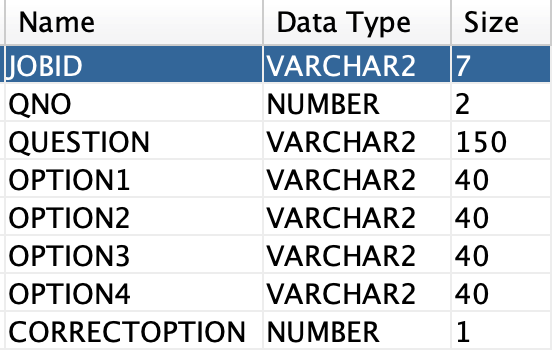 Name Data Type Size
JOBID VARCHAR2 7
QNO NUMBER 2
QUESTION VARCHAR2 150
OPTION1 VARCHAR2 40
OPTION2 VARCHAR2 40
OPTION3 VARCHAR2 40
OPTION4 VARCHAR2 40
CORRECTOPTION NUMBER 1